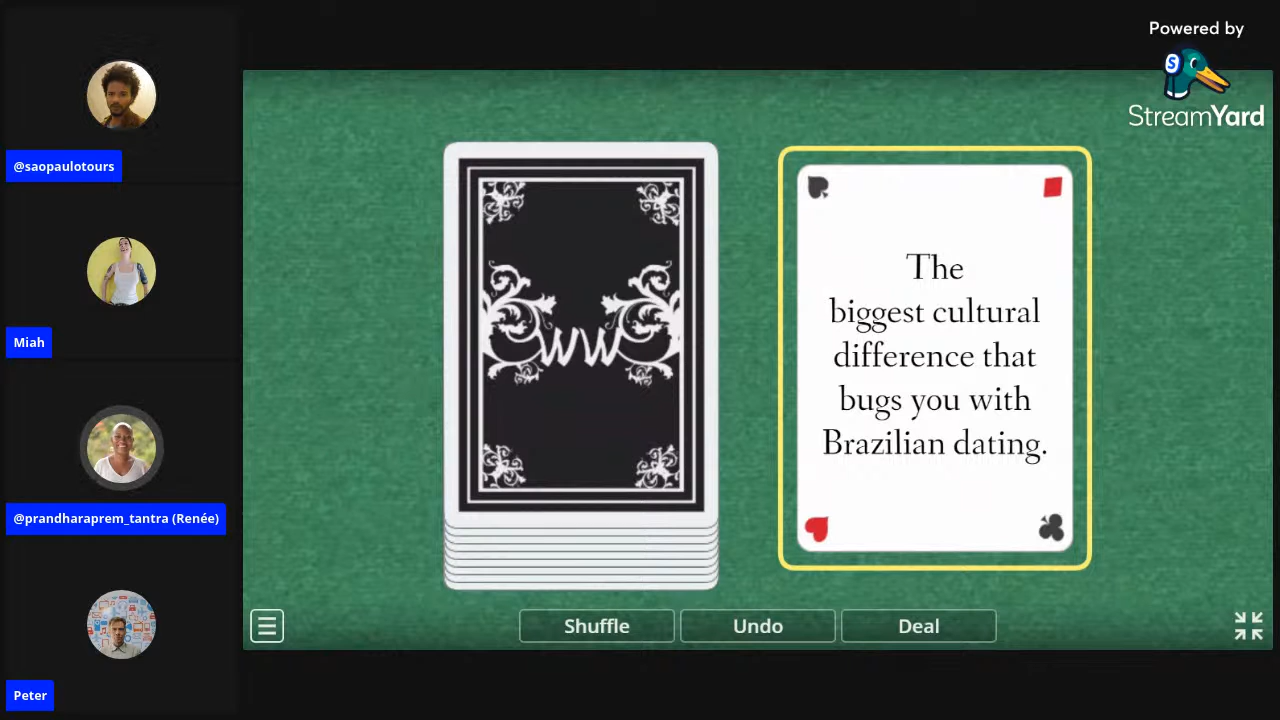 Powered by
S
StreamYard
@saopaulotours
Miah
@prandharaprem_tantra (Renée)
Peter
WW
The
biggest cultural
difference that
bugs you with
Brazilian dating.
Shuffle
Undo
Deal